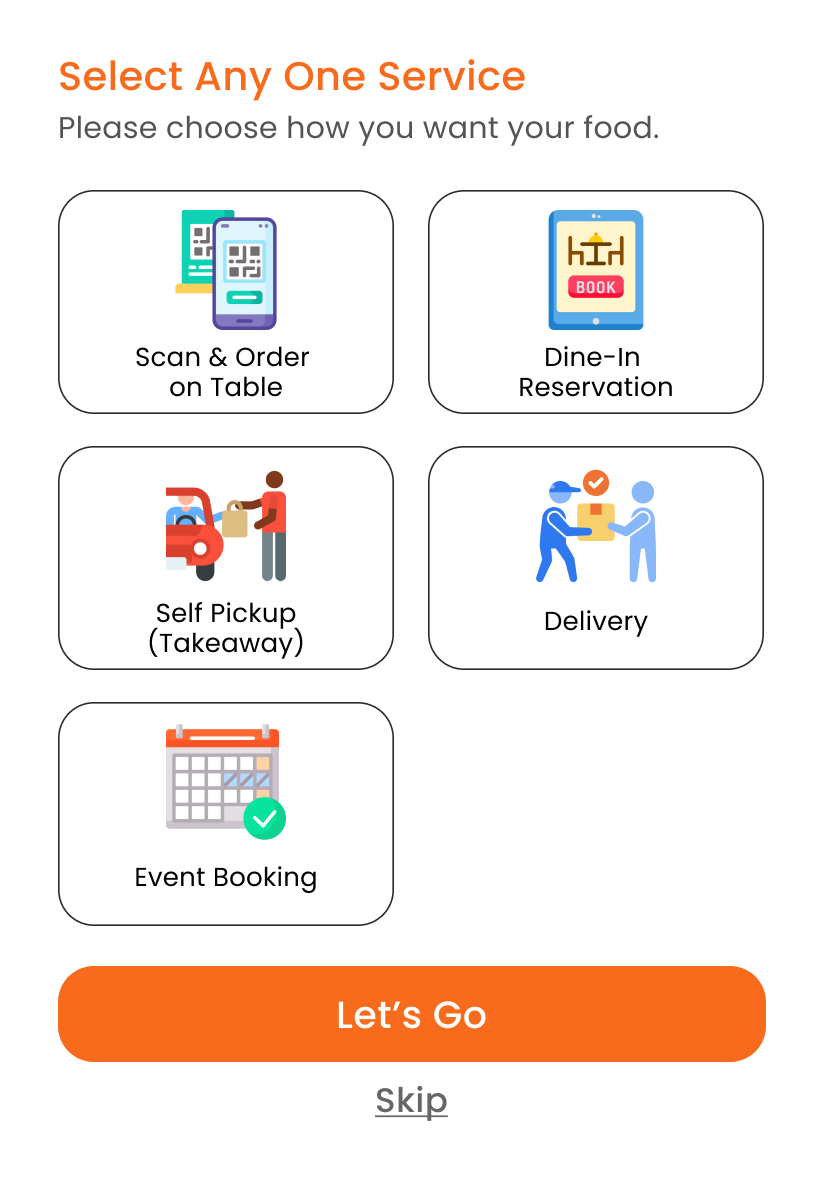 Select Any One Service
Please choose how you want your food.
Scan & Order
on Table
BOOK
Dine-In
Reservation
Self Pickup
(Takeaway)
Delivery
Event Booking
Let’s Go
Skip